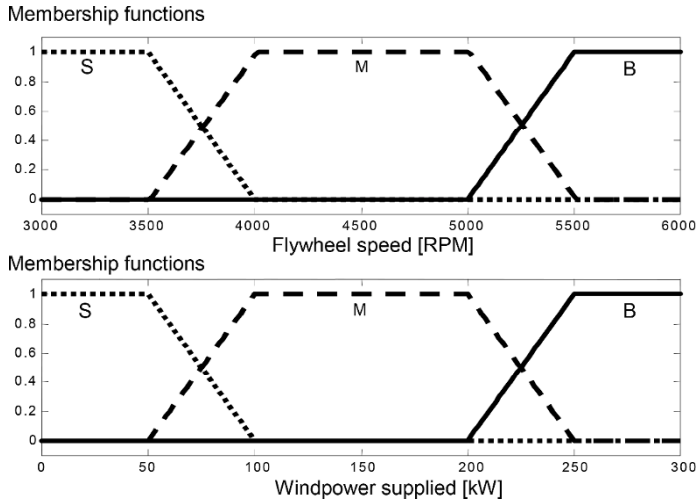 Membership functions
1
S
M
B
0.8
0.6
0.4
0.2
0
3000 3500 4000 4500 5000 5500 6000
Flywheel speed [RPM]
Membership functions
1
S
M
B
0.8
0.6
0.4
0.2
0
0 50 100 150 200 250 300
Windpower supplied [kW]